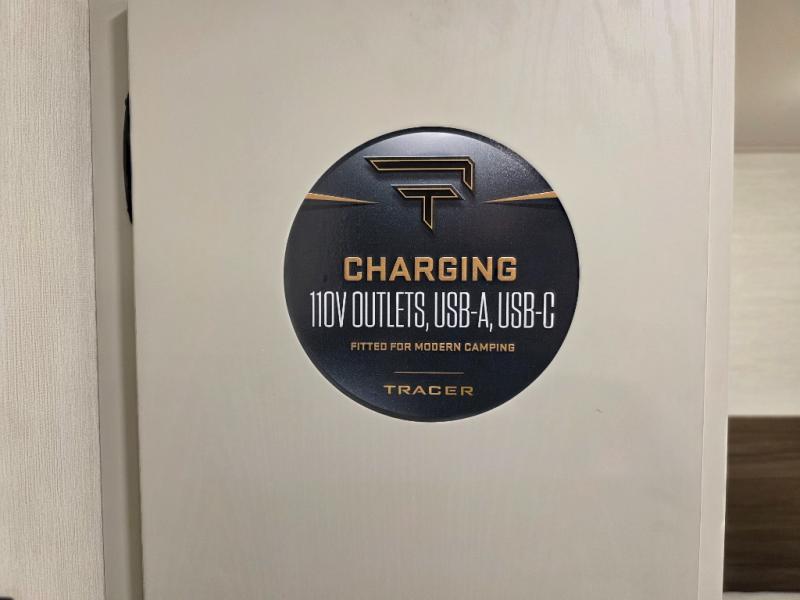 CHARGING
110V OUTLETS, USB-A, USB-C
FITTED FOR MODERN CAMPING
TRACER